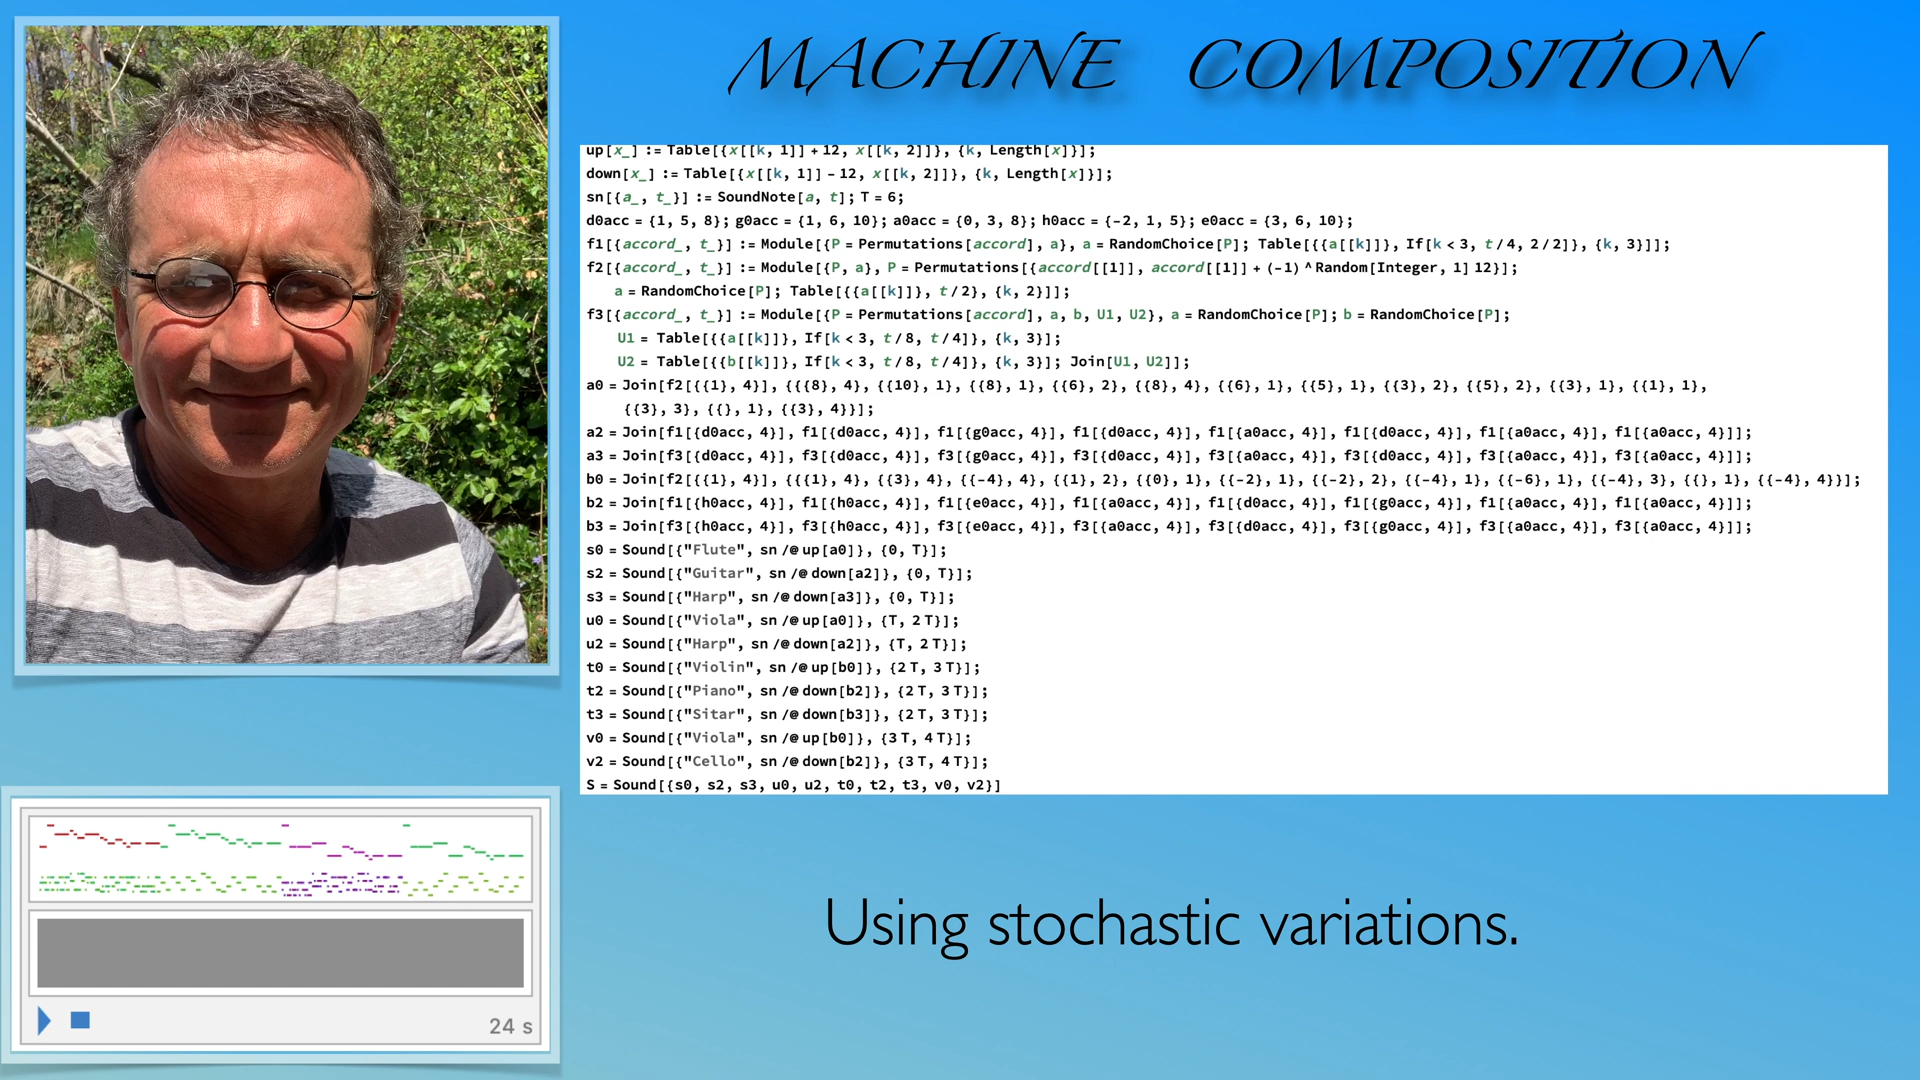 MACHINE COMPOSITION
up[x_] := Table[{x[[k, 1]] + 12, x[[k, 2]]}, {k, Length[x]}];
down[x_] := Table[{x[[k, 1]] - 12, x[[k, 2]]}, {k, Length[x]}];
sn[{a_, t_}] := SoundNote[a, t]; T = 6;
d0acc = {1, 5, 8}; g0acc = {1, 6, 10}; a0acc = {0, 3, 8}; h0acc = {-2, 1, 5}; e0acc = {3, 6, 10};
f1[{accord_, t_}] := Module[{P = Permutations[accord], a}, a = RandomChoice[P]; Table[{{a[[k]]}, If[k < 3, t / 4, 2 / 2]}, {k, 3}]];
f2[{accord_, t_}] := Module[{P, a}, P = Permutations[{accord[[1]], accord[[1]] + (-1) ^ Random[Integer, 1] 12}];
a = RandomChoice[P]; Table[{{a[[k]]}, t / 2}, {k, 2}]];
f3[{accord_, t_}] := Module[{P = Permutations[accord], a, b, U1, U2}, a = RandomChoice[P]; b = RandomChoice[P];
U1 = Table[{{a[[k]]}, If[k < 3, t / 8, t / 4]}, {k, 3}];
U2 = Table[{{b[[k]]}, If[k < 3, t / 8, t / 4]}, {k, 3}]; Join[U1, U2]];
a0 = Join[f2[{{1}, 4}], {{{8}, 4}, {{10}, 1}, {{8}, 1}, {{6}, 2}, {{8}, 4}, {{6}, 1}, {{5}, 1}, {{3}, 2}, {{5}, 2}, {{3}, 1}, {{1}, 1},
{{3}, 3}, {{}, 1}, {{3}, 4}}];
a2 = Join[f1[{d0acc, 4}], f1[{d0acc, 4}], f1[{g0acc, 4}], f1[{d0acc, 4}], f1[{a0acc, 4}], f1[{d0acc, 4}], f1[{a0acc, 4}], f1[{a0acc, 4}]];
a3 = Join[f3[{d0acc, 4}], f3[{d0acc, 4}], f3[{g0acc, 4}], f3[{d0acc, 4}], f3[{a0acc, 4}], f3[{d0acc, 4}], f3[{a0acc, 4}], f3[{a0acc, 4}]];
b0 = Join[f2[{{1}, 4}], {{{1}, 4}, {{3}, 4}, {{-4}, 4}, {{1}, 2}, {{0}, 1}, {{-2}, 1}, {{-2}, 2}, {{-4}, 1}, {{-6}, 1}, {{-4}, 3}, {{}, 1}, {{-4}, 4}}];
b2 = Join[f1[{h0acc, 4}], f1[{h0acc, 4}], f1[{e0acc, 4}], f1[{a0acc, 4}], f1[{d0acc, 4}], f1[{g0acc, 4}], f1[{a0acc, 4}], f1[{a0acc, 4}]];
b3 = Join[f3[{h0acc, 4}], f3[{h0acc, 4}], f3[{e0acc, 4}], f3[{a0acc, 4}], f3[{d0acc, 4}], f3[{g0acc, 4}], f3[{a0acc, 4}], f3[{a0acc, 4}]];
s0 = Sound[{"Flute", sn /@ up[a0]}, {0, T}];
s2 = Sound[{"Guitar", sn /@ down[a2]}, {0, T}];
s3 = Sound[{"Harp", sn /@ down[a3]}, {0, T}];
u0 = Sound[{"Viola", sn /@ up[a0]}, {T, 2 T}];
u2 = Sound[{"Harp", sn /@ down[a2]}, {T, 2 T}];
t0 = Sound[{"Violin", sn /@ up[b0]}, {2 T, 3 T}];
t2 = Sound[{"Piano", sn /@ down[b2]}, {2 T, 3 T}];
t3 = Sound[{"Sitar", sn /@ down[b3]}, {2 T, 3 T}];
v0 = Sound[{"Viola", sn /@ up[b0]}, {3 T, 4 T}];
v2 = Sound[{"Cello", sn /@ down[b2]}, {3 T, 4 T}];
S = Sound[{s0, s2, s3, u0, u2, t0, t2, t3, v0, v2}]
Using stochastic variations.
24 s